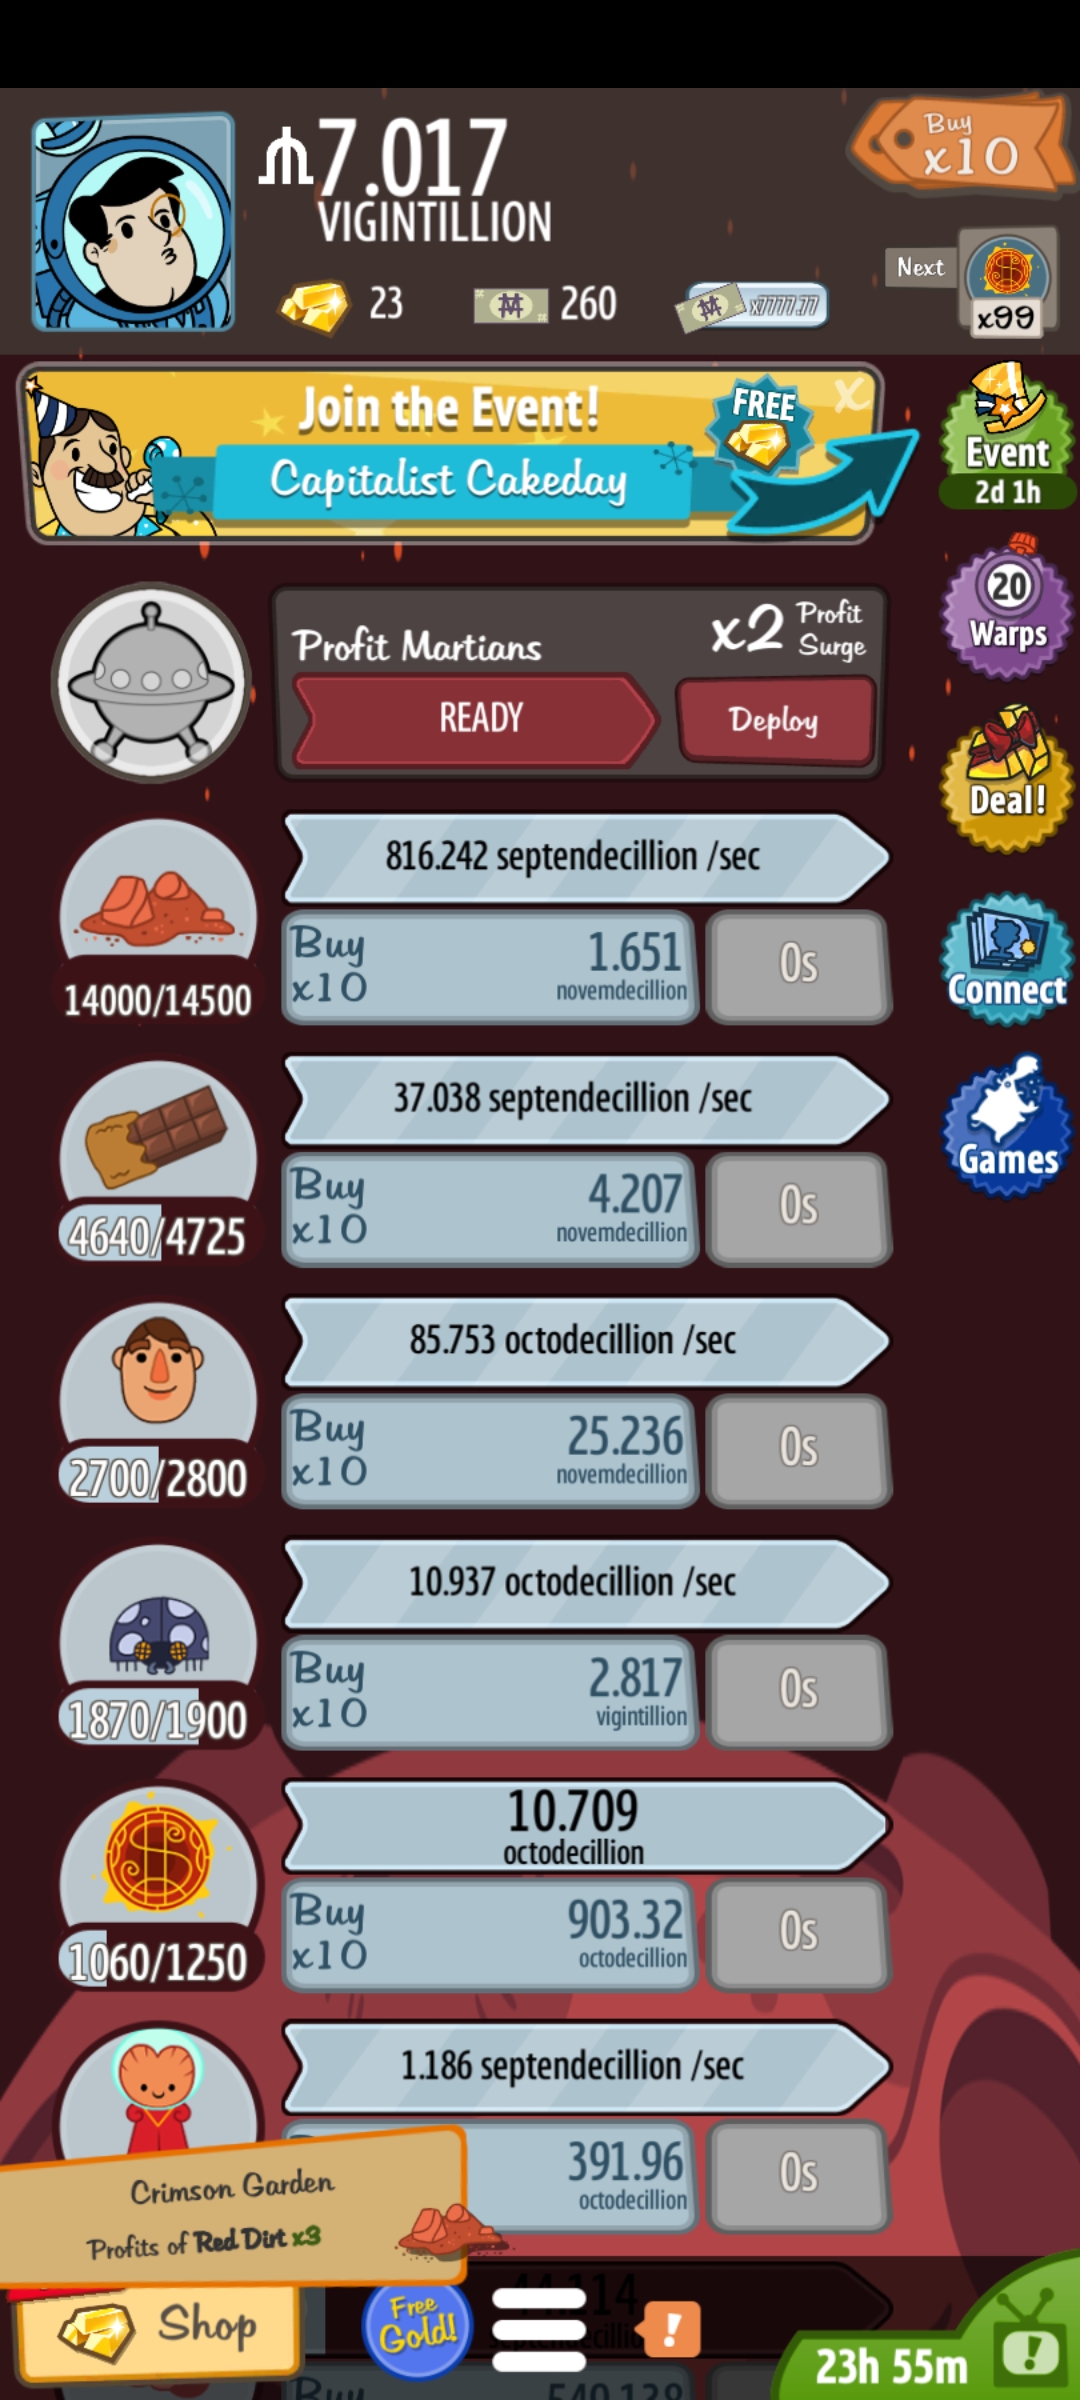 7.017
VIGINTILLION
Buy
x10
23
260
x7777.77
Next
x99
Join the Event!
FREE
Capitalist Cakeday
Event
2d 1h
20
Warps
Profit Martians
x2 Profit Surge
READY
Deploy
Deal!
816.242 septendecillion /sec
Buy x10
1.651
novemdecillion
0s
14000/14500
Connect
37.038 septendecillion /sec
Buy x10
4.207
novemdecillion
0s
4640/4725
Games
85.753 octodecillion /sec
Buy x10
25.236
novemdecillion
0s
2700/2800
10.937 octodecillion /sec
Buy x10
2.817
vigintillion
0s
1870/1900
10.709
octodecillion
Buy x10
903.32
octodecillion
0s
1060/1250
1.186 septendecillion /sec
391.96
octodecillion
0s
Crimson Garden
Profits of Red Dirt x3
Shop
Free Gold!
!
23h 55m
!
Buy
540.138